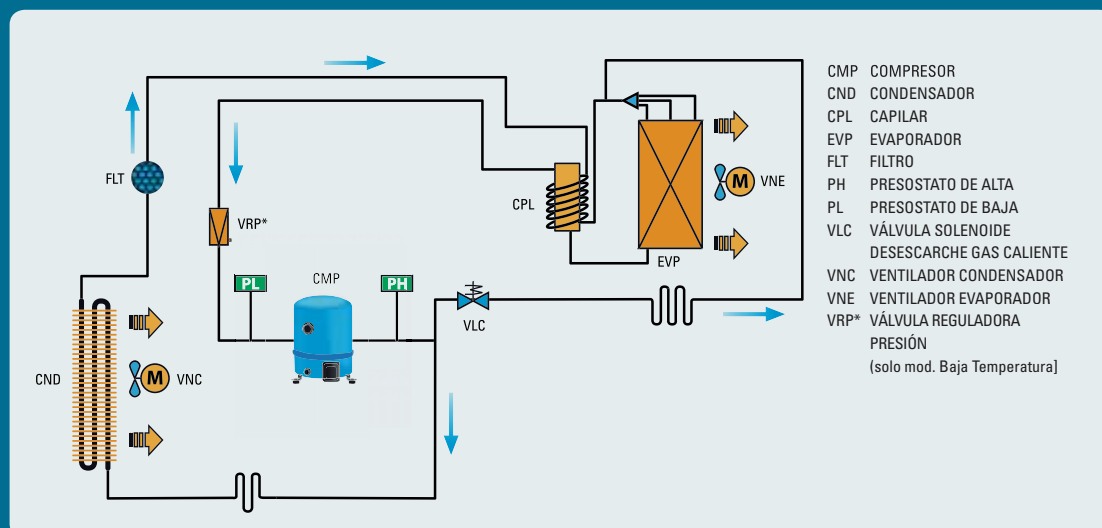 FLT
VRP*
CPL
EVP
M VNE
PL
CMP
PH
VLC
CND
M VNC
CMP COMPRESOR
CND CONDENSADOR
CPL CAPILAR
EVP EVAPORADOR
FLT FILTRO
PH PRESOSTATO DE ALTA
PL PRESOSTATO DE BAJA
VLC VÁLVULA SOLENOIDE
DESESCARCHE GAS CALIENTE
VNC VENTILADOR CONDENSADOR
VNE VENTILADOR EVAPORADOR
VRP* VÁLVULA REGULADORA
PRESIÓN
(solo mod. Baja Temperatura]